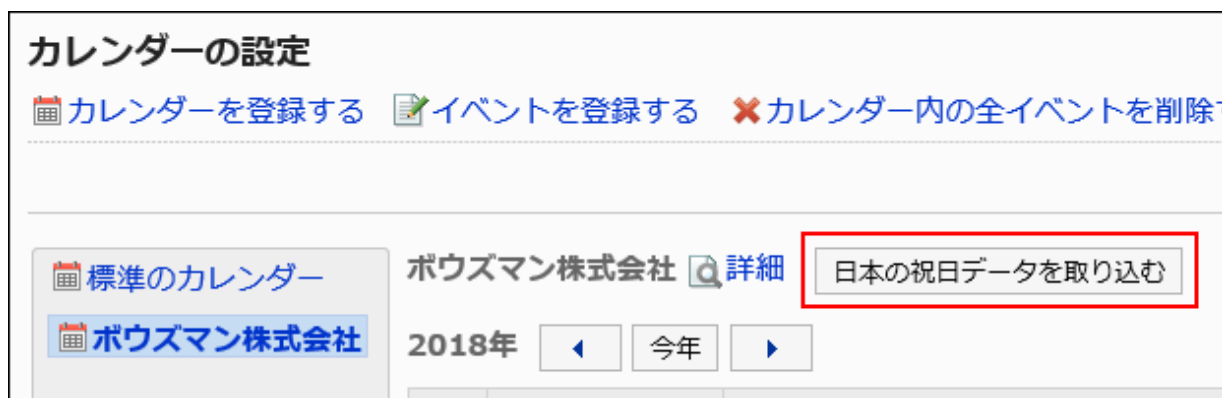 カレンダーの設定
カレンダーを登録する イベントを登録する カレンダー内の全イベントを削除
標準のカレンダー
ボウズマン株式会社
ボウズマン株式会社 詳細 日本の祝日データを取り込む
2018年 今年